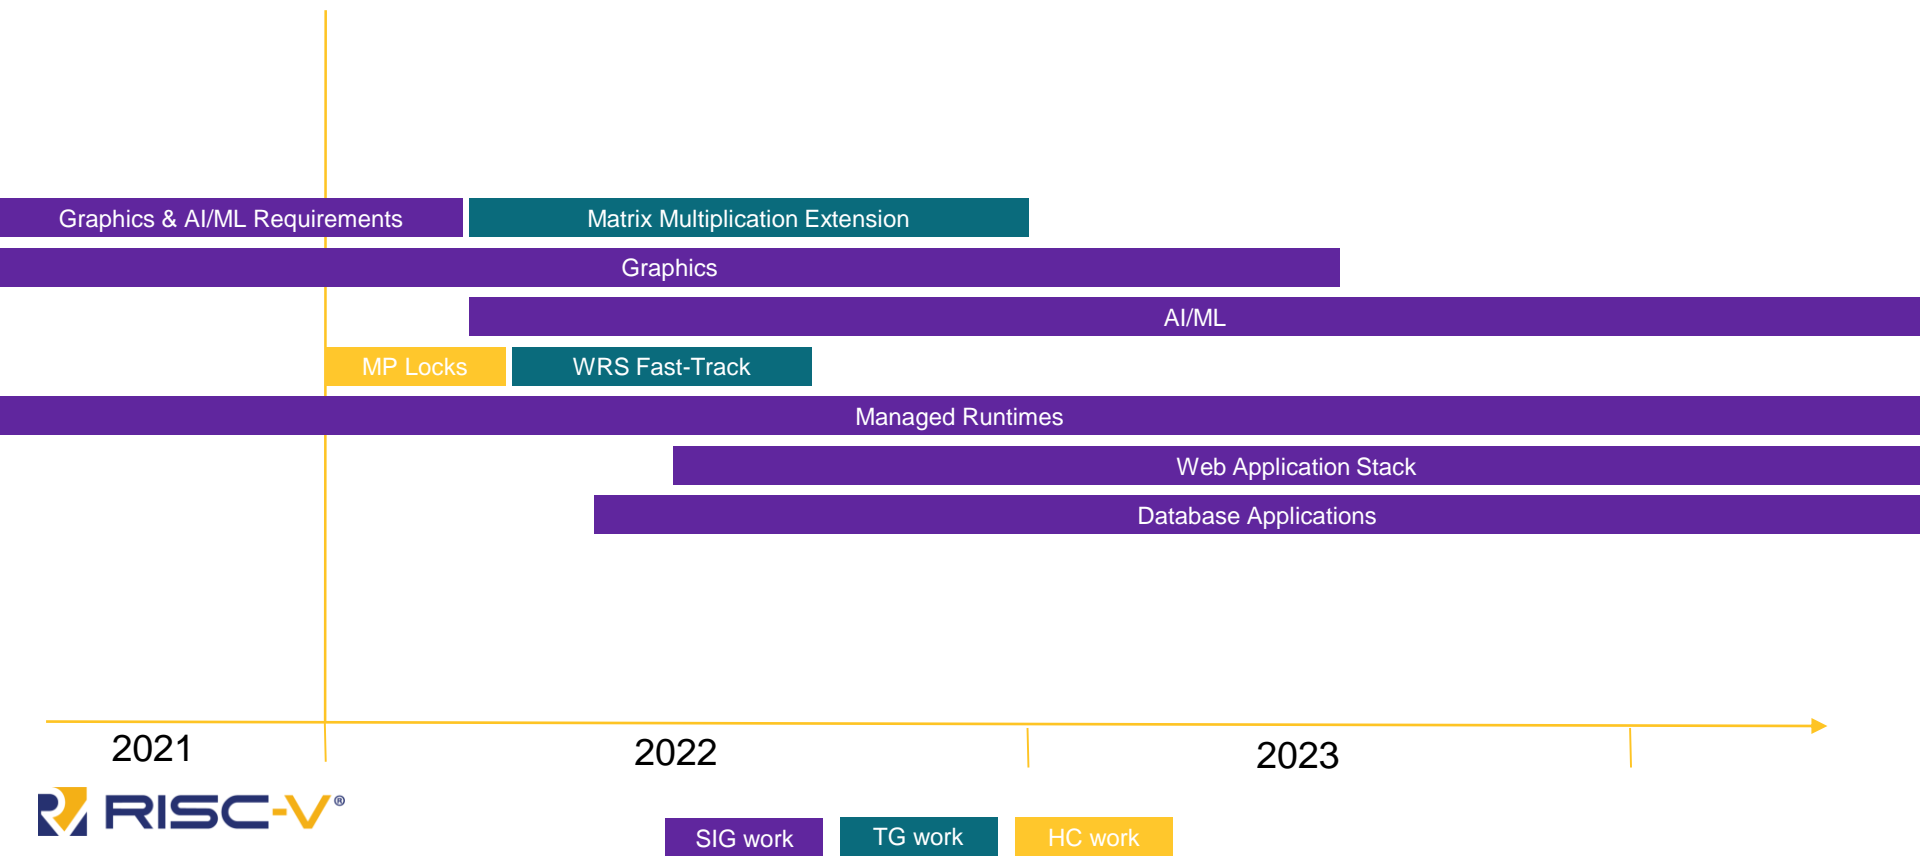 Graphics & AI/ML Requirements
Matrix Multiplication Extension
Graphics
AI/ML
MP Locks
WRS Fast-Track
Managed Runtimes
Web Application Stack
Database Applications
2021
2022
2023
RISC-V®
SIG work
TG work
HC work